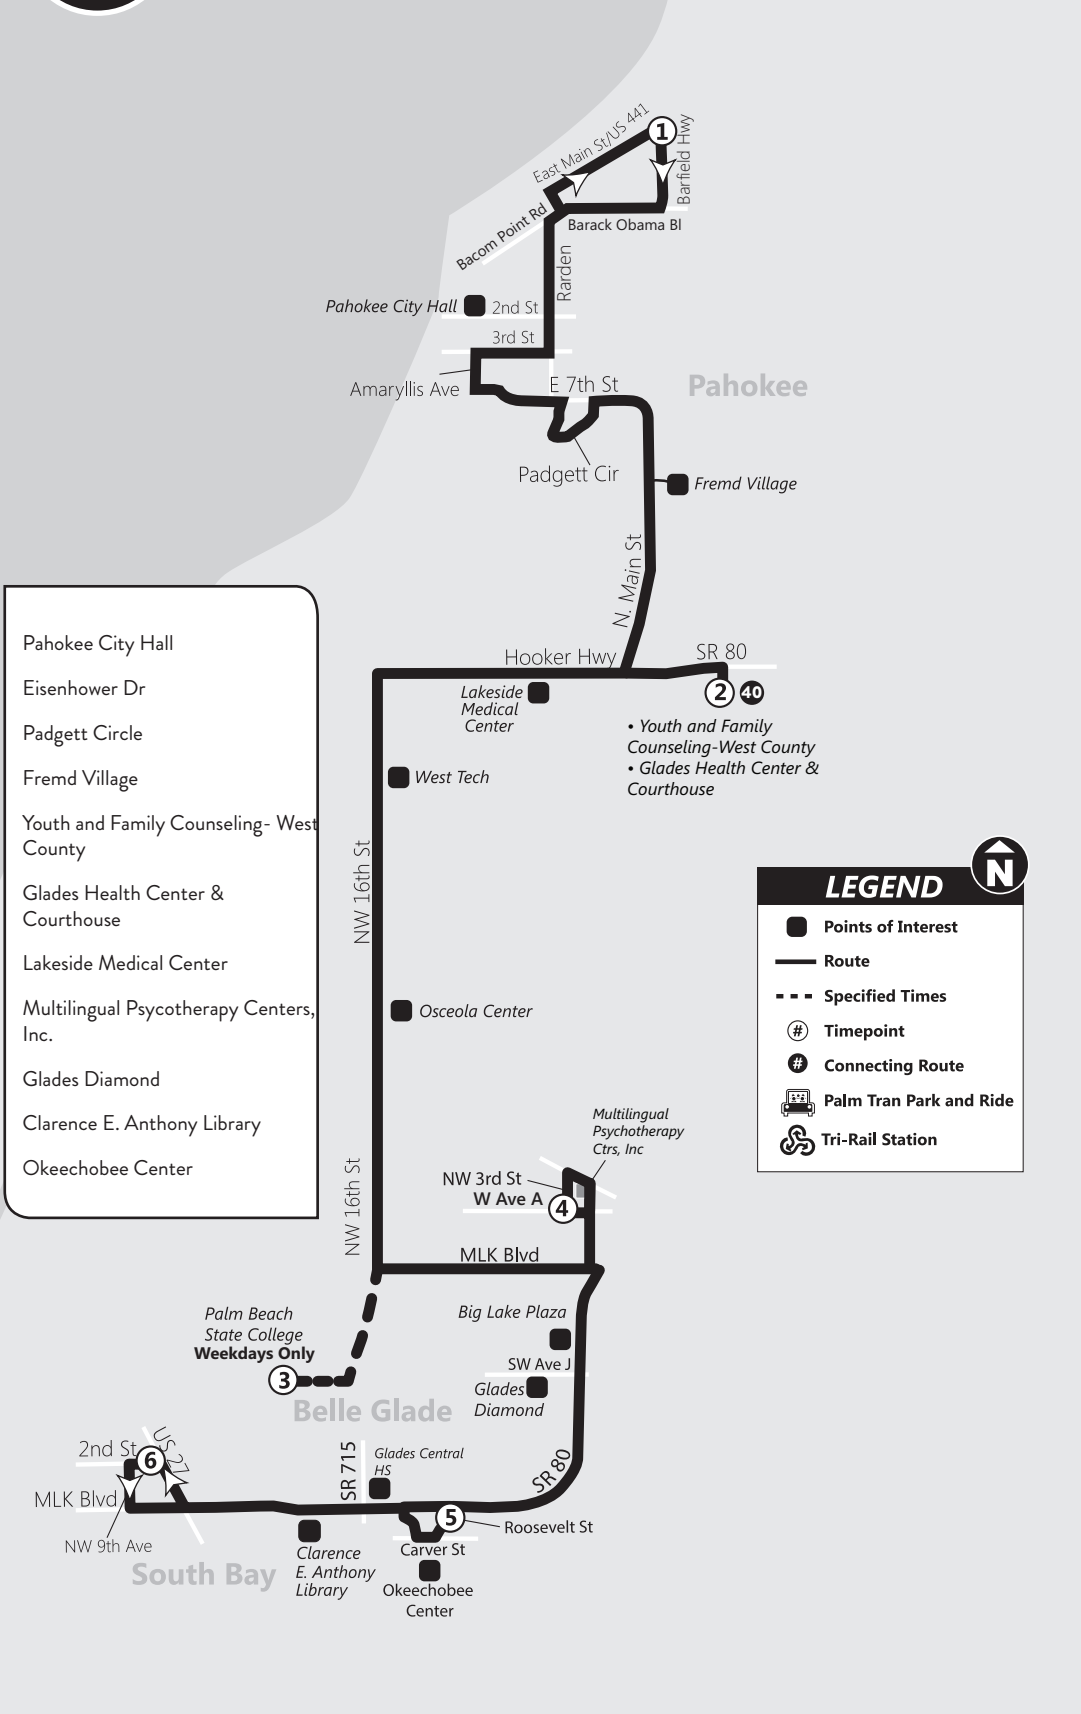 East Main St/US 441
1
Barfield Hwy
Bacom Point Rd
Barack Obama Bl
Rarden
Pahokee City Hall
2nd St
3rd St
Amaryllis Ave
E 7th St
Pahokee
Padgett Cir
Fremd Village
N. Main St
Hooker Hwy
SR 80
2
40
Lakeside
Medical
Center
• Youth and Family
Counseling-West County
• Glades Health Center &
Courthouse
West Tech
NW 16th St
Osceola Center
Pahokee City Hall
Eisenhower Dr
Padgett Circle
Fremd Village
Youth and Family Counseling- West
County
Glades Health Center &
Courthouse
Lakeside Medical Center
Multilingual Psycotherapy Centers,
Inc.
Glades Diamond
Clarence E. Anthony Library
Okeechobee Center
N
LEGEND
Points of Interest
Route
Specified Times
# Timepoint
# Connecting Route
Palm Tran Park and Ride
Tri-Rail Station
Multilingual
Psychotherapy
Ctrs, Inc
NW 3rd St
W Ave A
4
NW 16th St
MLK Blvd
Palm Beach
State College
Weekdays Only
3
Big Lake Plaza
SW Ave J
Glades
Diamond
Belle Glade
SR 80
2nd St
6
US 27
MLK Blvd
NW 9th Ave
South Bay
SR 715
Glades Central
HS
5
Roosevelt St
Carver St
Clarence
E. Anthony
Library
Okeechobee
Center